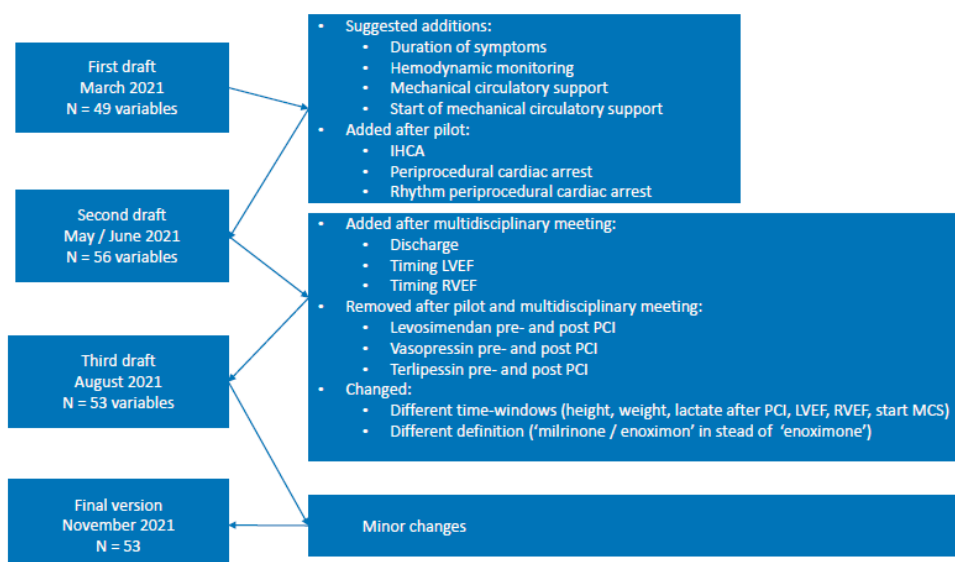 First draft
March 2021
N = 49 variables
• Suggested additions:
• Duration of symptoms
• Hemodynamic monitoring
• Mechanical circulatory support
• Start of mechanical circulatory support
• Added after pilot:
• IHCA
• Periprocedural cardiac arrest
• Rhythm periprocedural cardiac arrest
Second draft
May / June 2021
N = 56 variables
• Added after multidisciplinary meeting:
• Discharge
• Timing LVEF
• Timing RVEF
• Removed after pilot and multidisciplinary meeting:
• Levosimendan pre- and post PCI
• Vasopressin pre- and post PCI
• Terlipessin pre- and post PCI
• Changed:
• Different time-windows (height, weight, lactate after PCI, LVEF, RVEF, start MCS)
• Different definition (‘milrinone / enoximon’ in stead of ‘enoximone’)
Third draft
August 2021
N = 53 variables
Final version
November 2021
N = 53
Minor changes